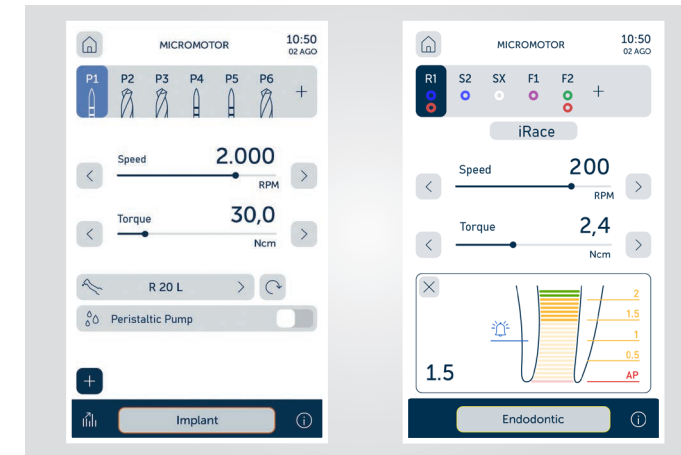 MICROMOTOR
10:50
02 AGO
P1 P2 P3 P4 P5 P6 +
Speed 2.000
RPM
Torque 30,0
Ncm
R 20 L
Peristaltic Pump
+
Implant
MICROMOTOR
10:50
02 AGO
R1 S2 SX F1 F2 +
iRace
Speed 200
RPM
Torque 2,4
Ncm
2
1.5
1
0.5
AP
1.5
Endodontic